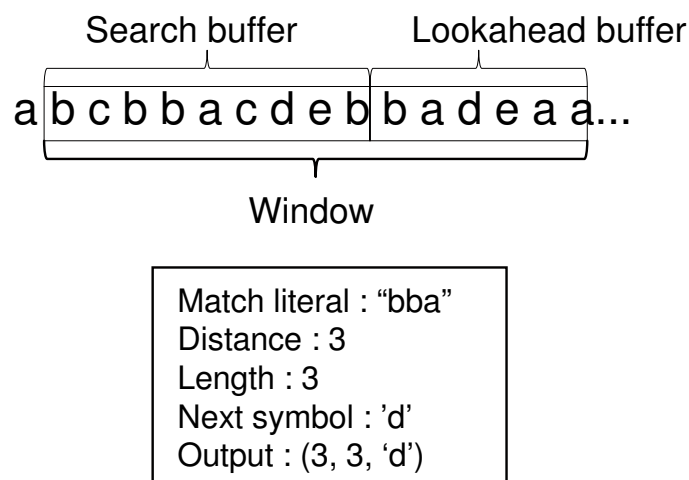 Search buffer Lookahead buffer
a b c b b a c d e b b a d e a a...
Window
Match literal : “bba”
Distance : 3
Length : 3
Next symbol : ’d’
Output : (3, 3, ‘d’)